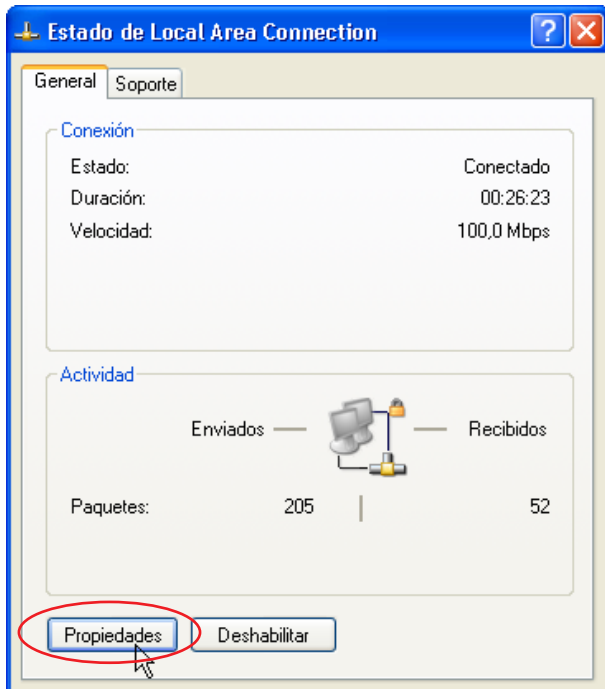 Estado de Local Area Connection
General Soporte
Conexión
Estado: Conectado
Duración: 00:26:23
Velocidad: 100,0 Mbps
Actividad
Enviados Recibidos
Paquetes: 205 52
Propiedades Deshabilitar